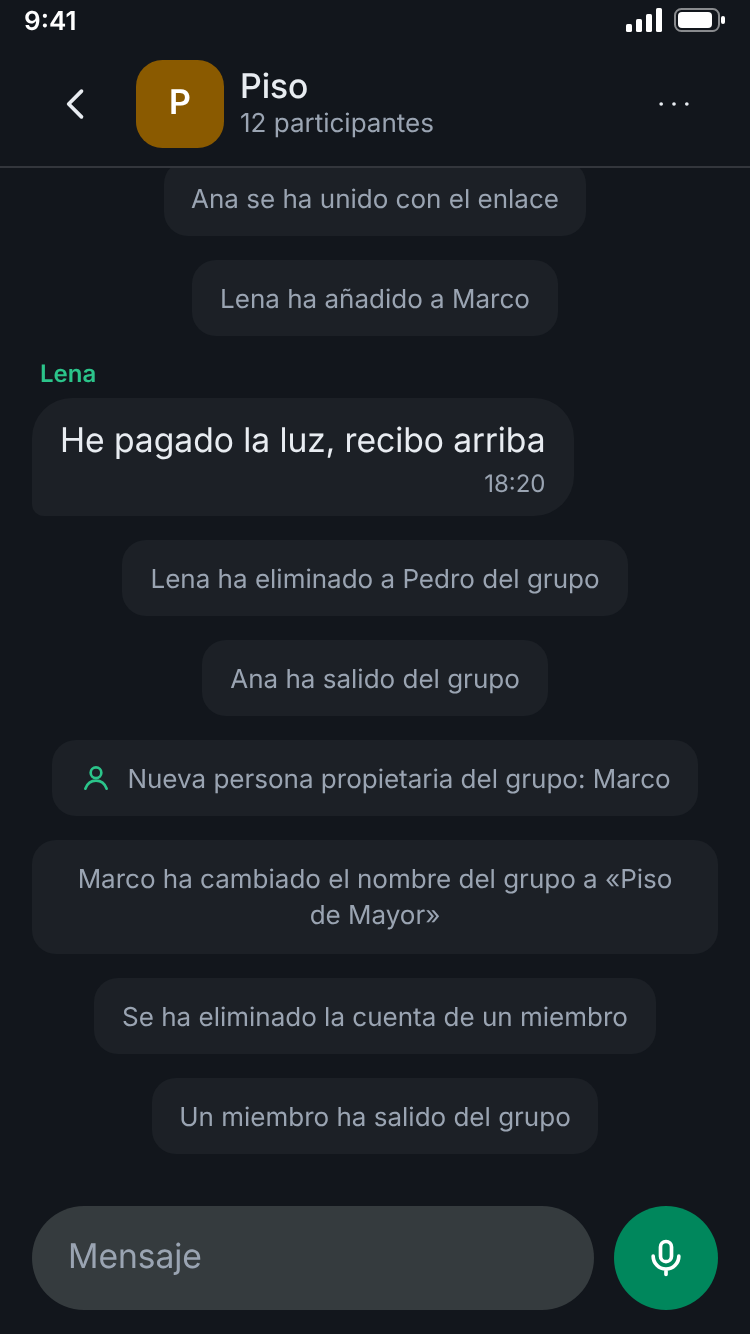 9:41
P
Piso
12 participantes
Ana se ha unido con el enlace
Lena ha añadido a Marco
Lena
He pagado la luz, recibo arriba
18:20
Lena ha eliminado a Pedro del grupo
Ana ha salido del grupo
Nueva persona propietaria del grupo: Marco
Marco ha cambiado el nombre del grupo a «Piso
de Mayor»
Se ha eliminado la cuenta de un miembro
Un miembro ha salido del grupo
Mensaje